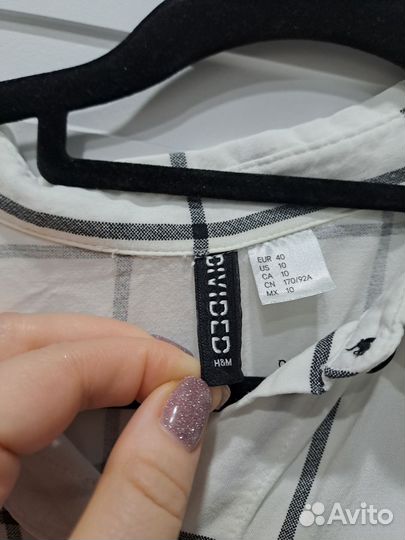 DIVIDED
H&M
EUR 40
US 10
CA 10
CN 170/92A
MX 10
Avito